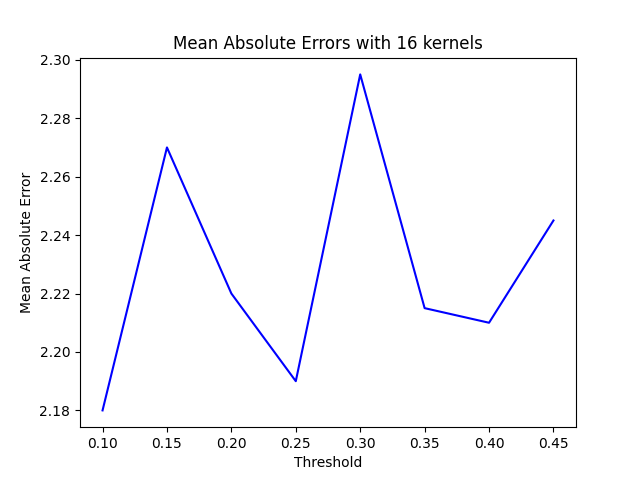 Mean Absolute Errors with 16 kernels
2.30
2.28
2.26
2.24
2.22
2.20
2.18
Mean Absolute Error
0.10 0.15 0.20 0.25 0.30 0.35 0.40 0.45
Threshold